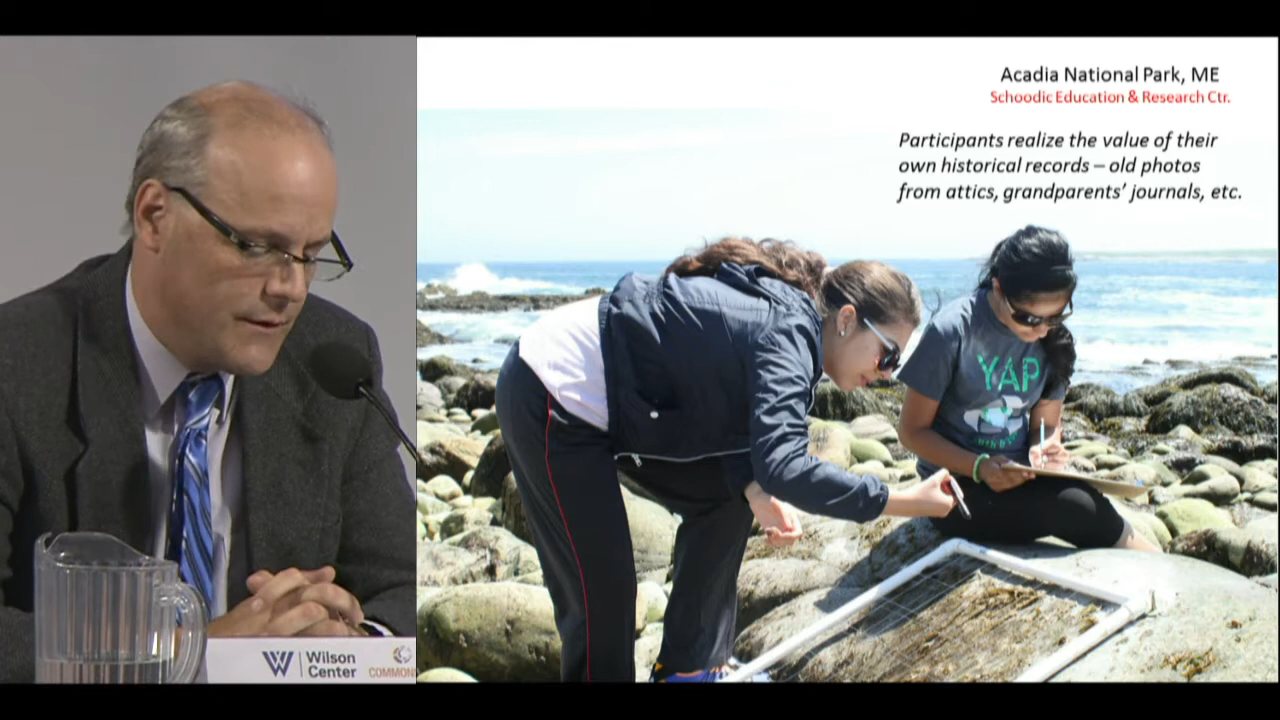 Acadia National Park, ME
Schoodic Education & Research Ctr.
Participants realize the value of their
own historical records – old photos
from attics, grandparents’ journals, etc.
YAP
W Wilson
Center
COMMON